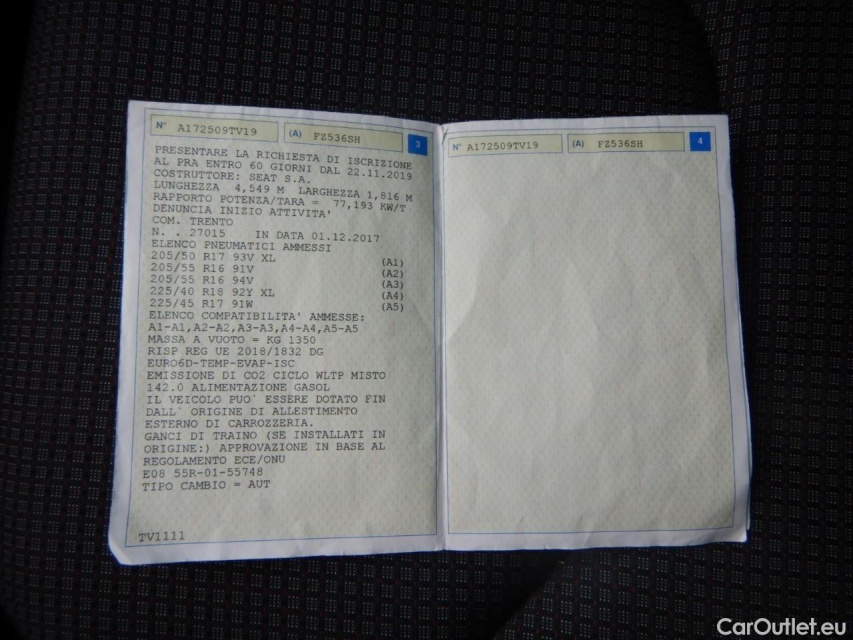 N° A172509TV19 (A) FZ536SH 3
PRESENTARE LA RICHIESTA DI ISCRIZIONE
AL PRA ENTRO 60 GIORNI DAL 22.11.2019
COSTRUTTORE: SEAT S.A.
LUNGHEZZA 4,549 M LARGHEZZA 1,816 M
RAPPORTO POTENZA/TARA = 77,193 KW/T
DENUNCIA INIZIO ATTIVITA'
COM. TRENTO
N. . 27015 IN DATA 01.12.2017
ELENCO PNEUMATICI AMMESSI
205/50 R17 93V XL (A1)
205/55 R16 91V (A2)
205/55 R16 94V (A3)
225/40 R18 92Y XL (A4)
225/45 R17 91W (A5)
ELENCO COMPATIBILITA' AMMESSE:
A1-A1,A2-A2,A3-A3,A4-A4,A5-A5
MASSA A VUOTO = KG 1350
RISP REG UE 2018/1832 DG
EURO6D-TEMP-EVAP-ISC
EMISSIONE DI CO2 CICLO WLTP MISTO
142.0 ALIMENTAZIONE GASOL
IL VEICOLO PUO' ESSERE DOTATO FIN
DALL' ORIGINE DI ALLESTIMENTO
ESTERNO DI CARROZZERIA.
GANCI DI TRAINO (SE INSTALLATI IN
ORIGINE:) APPROVAZIONE IN BASE AL
REGOLAMENTO ECE/ONU
E08 55R-01-55748
TIPO CAMBIO = AUT
TV1111
N° A172509TV19 (A) FZ536SH 4
CarOutlet.eu